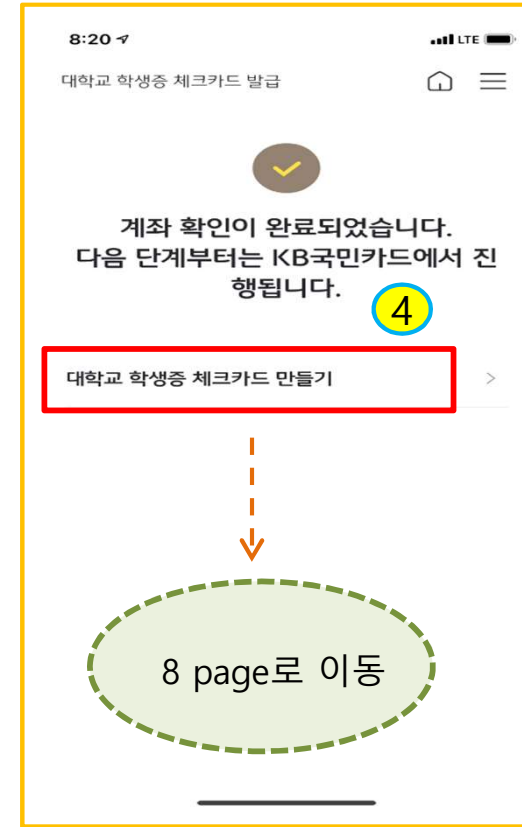 8:20
LTE
대학교 학생증 체크카드 발급
계좌 확인이 완료되었습니다.
다음 단계부터는 KB국민카드에서 진
행됩니다.
4
대학교 학생증 체크카드 만들기
8 page로 이동